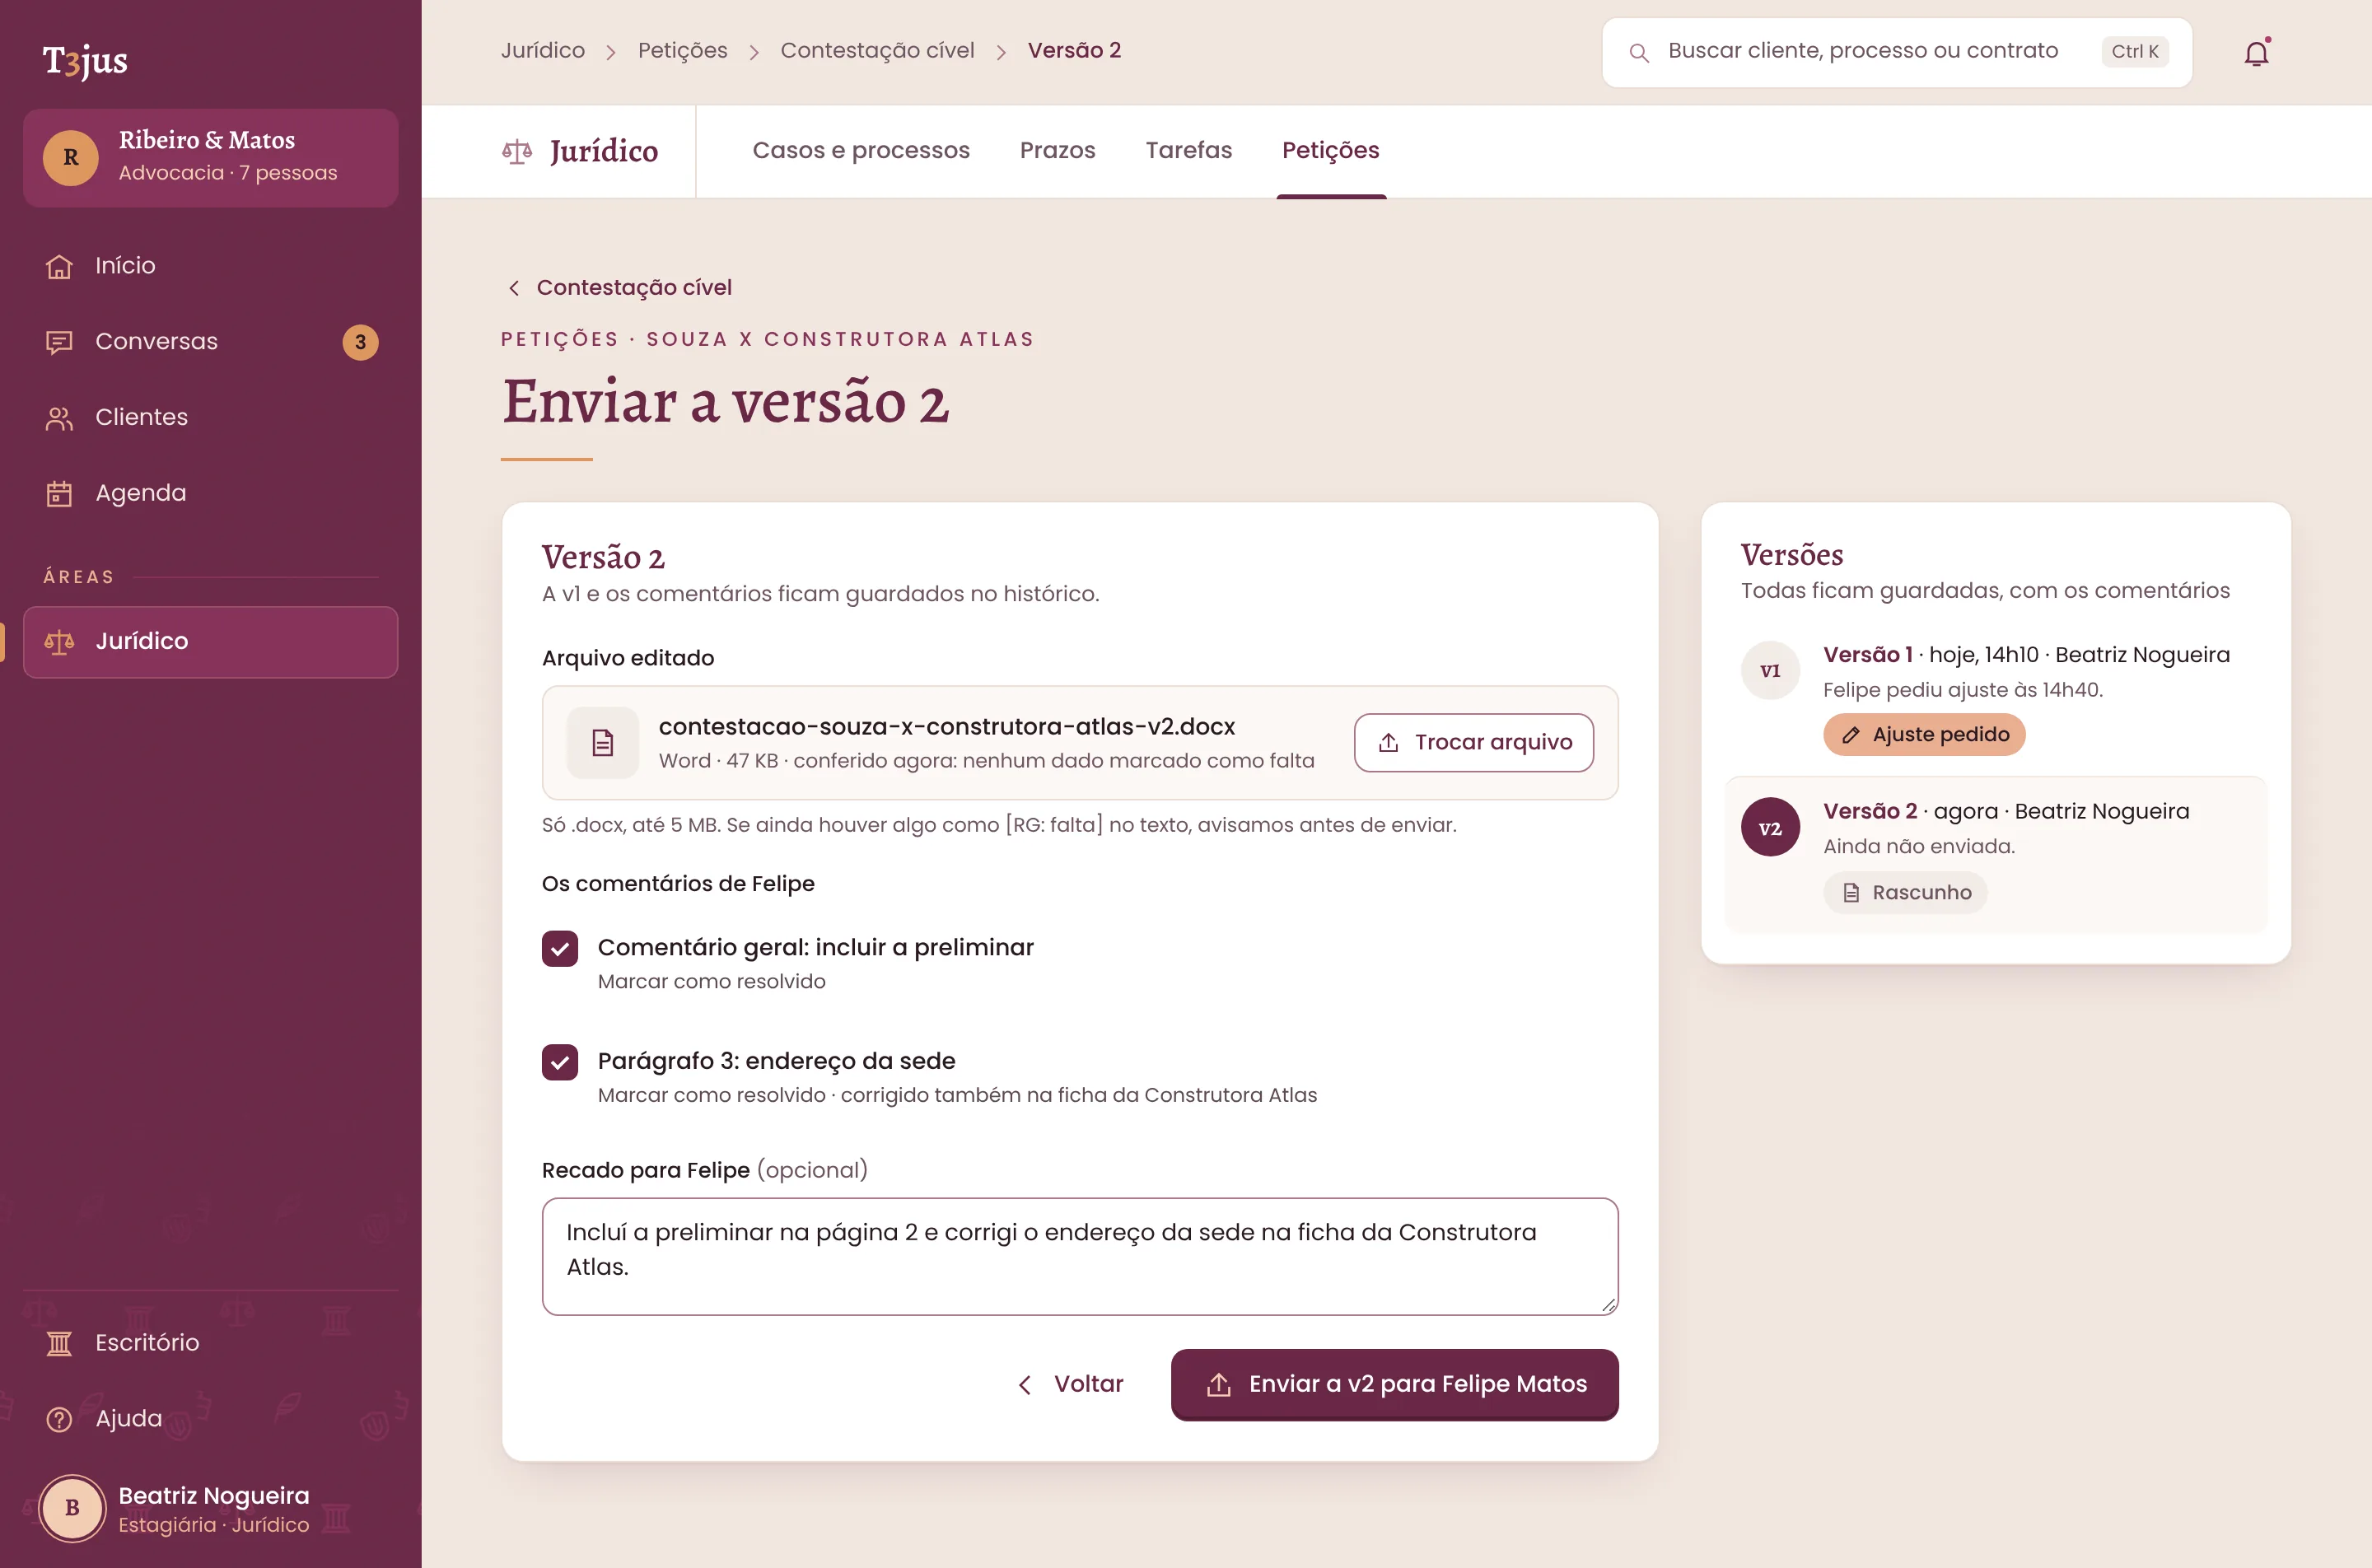 T3jus
R
Ribeiro & Matos
Advocacia · 7 pessoas
Início
Conversas
3
Clientes
Agenda
ÁREAS
Jurídico
Escritório
Ajuda
B
Beatriz Nogueira
Estagiária · Jurídico
Jurídico
Petições
Contestação cível
Versão 2
Buscar cliente, processo ou contrato
Ctrl K
Jurídico
Casos e processos
Prazos
Tarefas
Petições
Contestação cível
PETIÇÕES · SOUZA X CONSTRUTORA ATLAS
Enviar a versão 2
Versão 2
A v1 e os comentários ficam guardados no histórico.
Arquivo editado
contestacao-souza-x-construtora-atlas-v2.docx
Word · 47 KB · conferido agora: nenhum dado marcado como falta
Trocar arquivo
Só .docx, até 5 MB. Se ainda houver algo como [RG: falta] no texto, avisamos antes de enviar.
Os comentários de Felipe
Comentário geral: incluir a preliminar
Marcar como resolvido
Parágrafo 3: endereço da sede
Marcar como resolvido · corrigido também na ficha da Construtora Atlas
Recado para Felipe (opcional)
Incluí a preliminar na página 2 e corrigi o endereço da sede na ficha da Construtora
Atlas.
Voltar
Enviar a v2 para Felipe Matos
Versões
Todas ficam guardadas, com os comentários
v1
Versão 1 · hoje, 14h10 · Beatriz Nogueira
Felipe pediu ajuste às 14h40.
Ajuste pedido
v2
Versão 2 · agora · Beatriz Nogueira
Ainda não enviada.
Rascunho